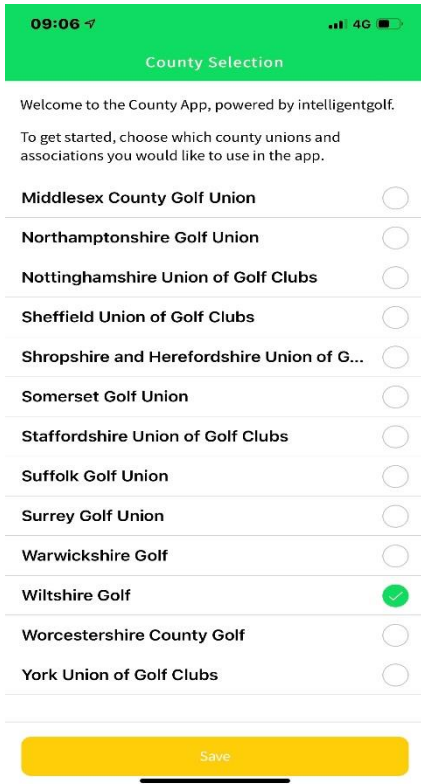 09:06
4G
County Selection
Welcome to the County App, powered by intelligentgolf.
To get started, choose which county unions and
associations you would like to use in the app.
Middlesex County Golf Union
Northamptonshire Golf Union
Nottinghamshire Union of Golf Clubs
Sheffield Union of Golf Clubs
Shropshire and Herefordshire Union of G...
Somerset Golf Union
Staffordshire Union of Golf Clubs
Suffolk Golf Union
Surrey Golf Union
Warwickshire Golf
Wiltshire Golf
Worcestershire County Golf
York Union of Golf Clubs
Save